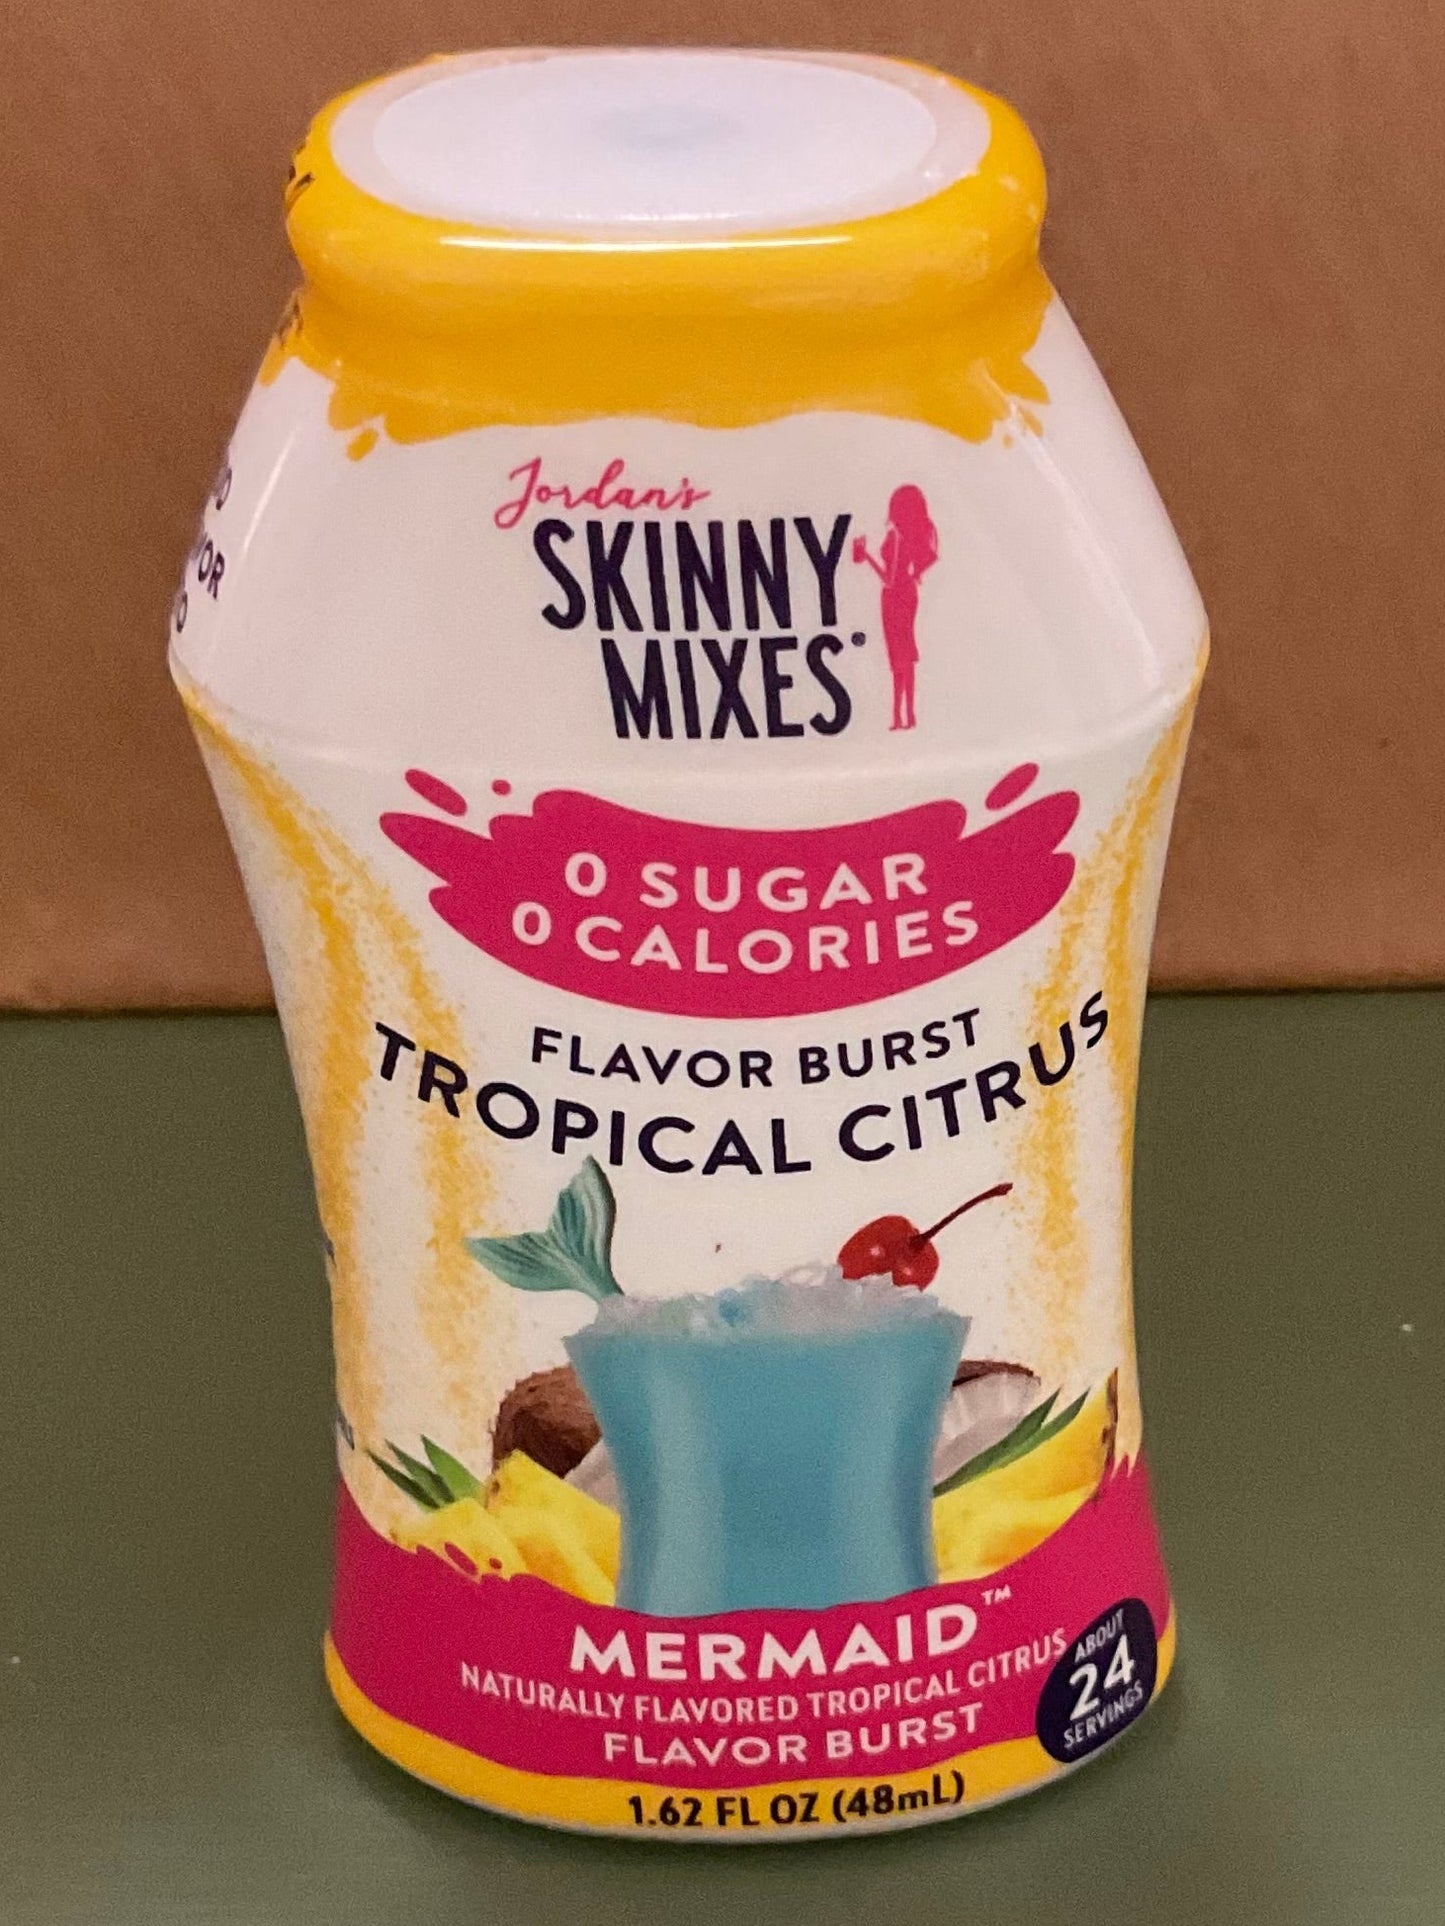 Jordan's
SKINNY
MIXES®
0 SUGAR
0 CALORIES
FLAVOR BURST
TROPICAL CITRUS
MERMAID™
NATURALLY FLAVORED TROPICAL CITRUS
FLAVOR BURST
ABOUT
24
SERVINGS
1.62 FL OZ (48mL)